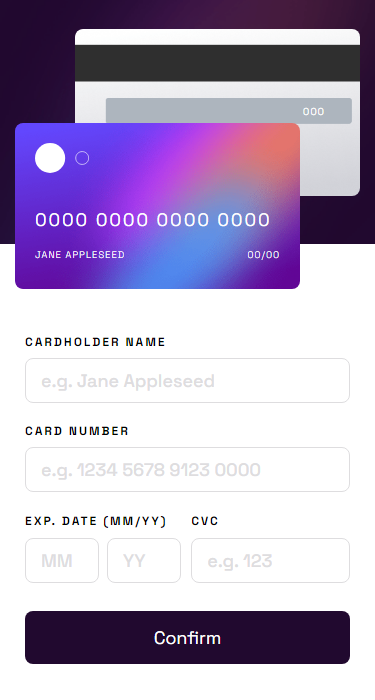 000
0000 0000 0000 0000
JANE APPLESEED 00/00
CARDHOLDER NAME
e.g. Jane Appleseed
CARD NUMBER
e.g. 1234 5678 9123 0000
EXP. DATE (MM/YY) CVC
MM YY e.g. 123
Confirm